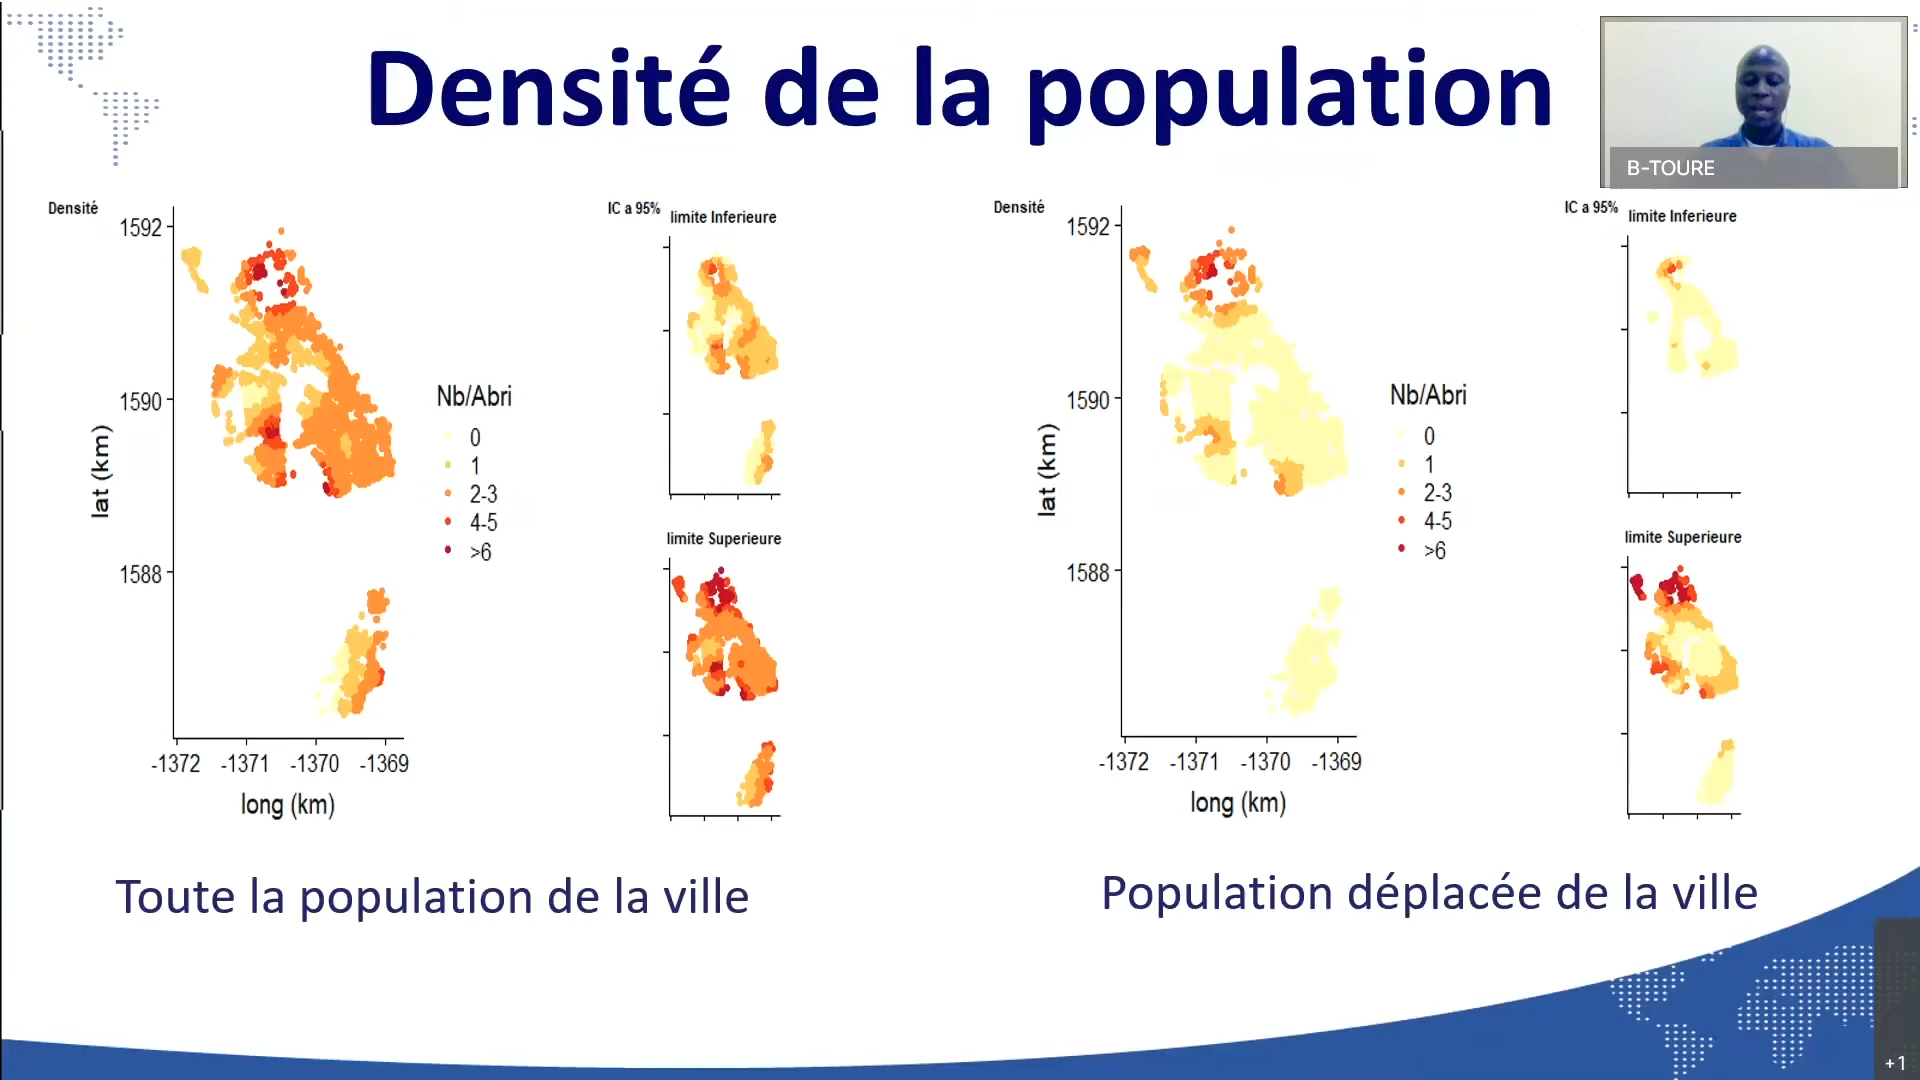 Densité de la population
B-TOURE
Densité
1592
1590
1588
lat (km)
-1372 -1371 -1370 -1369
long (km)
Nb/Abri
0
1
2-3
4-5
>6
IC a 95%
limite Inferieure
limite Superieure
Toute la population de la ville
Densité
1592
1590
1588
lat (km)
-1372 -1371 -1370 -1369
long (km)
Nb/Abri
0
1
2-3
4-5
>6
IC a 95%
limite Inferieure
limite Superieure
Population déplacée de la ville
+1